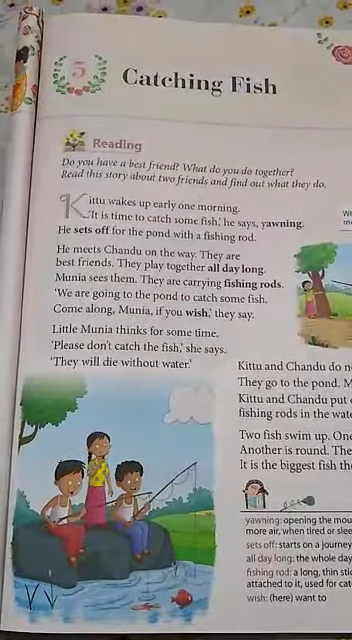 5
Catching Fish
Reading
Do you have a best friend? What do you do together?
Read this story about two friends and find out what they do.
Kittu wakes up early one morning.
'It is time to catch some fish,' he says, yawning.
He sets off for the pond with a fishing rod.
He meets Chandu on the way. They are
best friends. They play together all day long.
Munia sees them. They are carrying fishing rods.
'We are going to the pond to catch some fish.
Come along, Munia, if you wish,' they say.
Little Munia thinks for some time.
'Please don't catch the fish,' she says.
'They will die without water.'
Kittu and Chandu do
They go to the pond.
Kittu and Chandu put
fishing rods in the
Two fish swim up.
Another is round.
It is the biggest fish
yawning: opening the
more air, when tired or
sets off: starts on a journey
all day long: the whole
fishing rod: a long, thin
attached to it, used for
wish: (here) want to